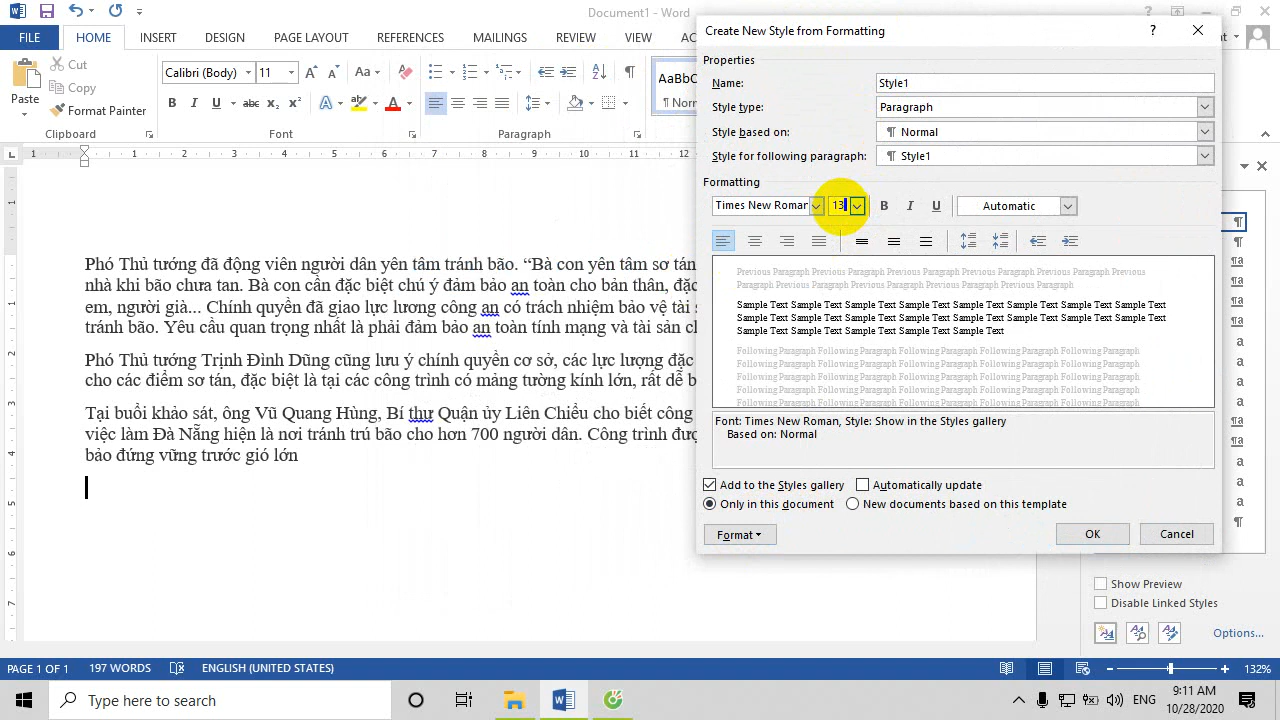 Document1 - Word
FILE HOME INSERT DESIGN PAGE LAYOUT REFERENCES MAILINGS REVIEW VIEW
Paste Cut Copy Format Painter
Calibri (Body) 11
AaBbC
¶ Norm
Clipboard Font Paragraph
Create New Style from Formatting
Properties
Name: Style1
Style type: Paragraph
Style based on: ¶ Normal
Style for following paragraph: ¶ Style1
Formatting
Times New Roman 13 B I U Automatic
Previous Paragraph Previous Paragraph Previous Paragraph Previous Paragraph Previous Paragraph
Previous Paragraph Previous Paragraph Previous Paragraph Previous Paragraph Previous Paragraph
Sample Text Sample Text Sample Text Sample Text Sample Text Sample Text Sample Text Sample Text
Sample Text Sample Text Sample Text Sample Text Sample Text Sample Text Sample Text Sample Text
Sample Text Sample Text Sample Text Sample Text Sample Text
Following Paragraph Following Paragraph Following Paragraph Following Paragraph Following Paragraph
Following Paragraph Following Paragraph Following Paragraph Following Paragraph Following Paragraph
Following Paragraph Following Paragraph Following Paragraph Following Paragraph Following Paragraph
Following Paragraph Following Paragraph Following Paragraph Following Paragraph Following Paragraph
Following Paragraph Following Paragraph Following Paragraph Following Paragraph Following Paragraph
Font: Times New Roman, Style: Show in the Styles gallery
Based on: Normal
Add to the Styles gallery Automatically update
Only in this document New documents based on this template
Format OK Cancel
Phó Thủ tướng đã động viên người dân yên tâm tránh bão. “Bà con yên tâm sơ tán
nhà khi bão chưa tan. Bà con cần đặc biệt chú ý đảm bảo an toàn cho bản thân, đặc
em, người già... Chính quyền đã giao lực lương công an có trách nhiệm bảo vệ tài s
tránh bão. Yêu cầu quan trọng nhất là phải đảm bảo an toàn tính mạng và tài sản ch
Phó Thủ tướng Trịnh Đình Dũng cũng lưu ý chính quyền cơ sở, các lực lượng đặc
cho các điểm sơ tán, đặc biệt là tại các công trình có mảng tường kính lớn, rất dễ b
Tại buổi khảo sát, ông Vũ Quang Hùng, Bí thư Quận ủy Liên Chiểu cho biết công
việc làm Đà Nẵng hiện là nơi tránh trú bão cho hơn 700 người dân. Công trình đượ
bảo đứng vững trước gió lớn
Show Preview
Disable Linked Styles
Options...
PAGE 1 OF 1 197 WORDS ENGLISH (UNITED STATES) 132%
Type here to search ENG 9:11 AM
10/28/2020